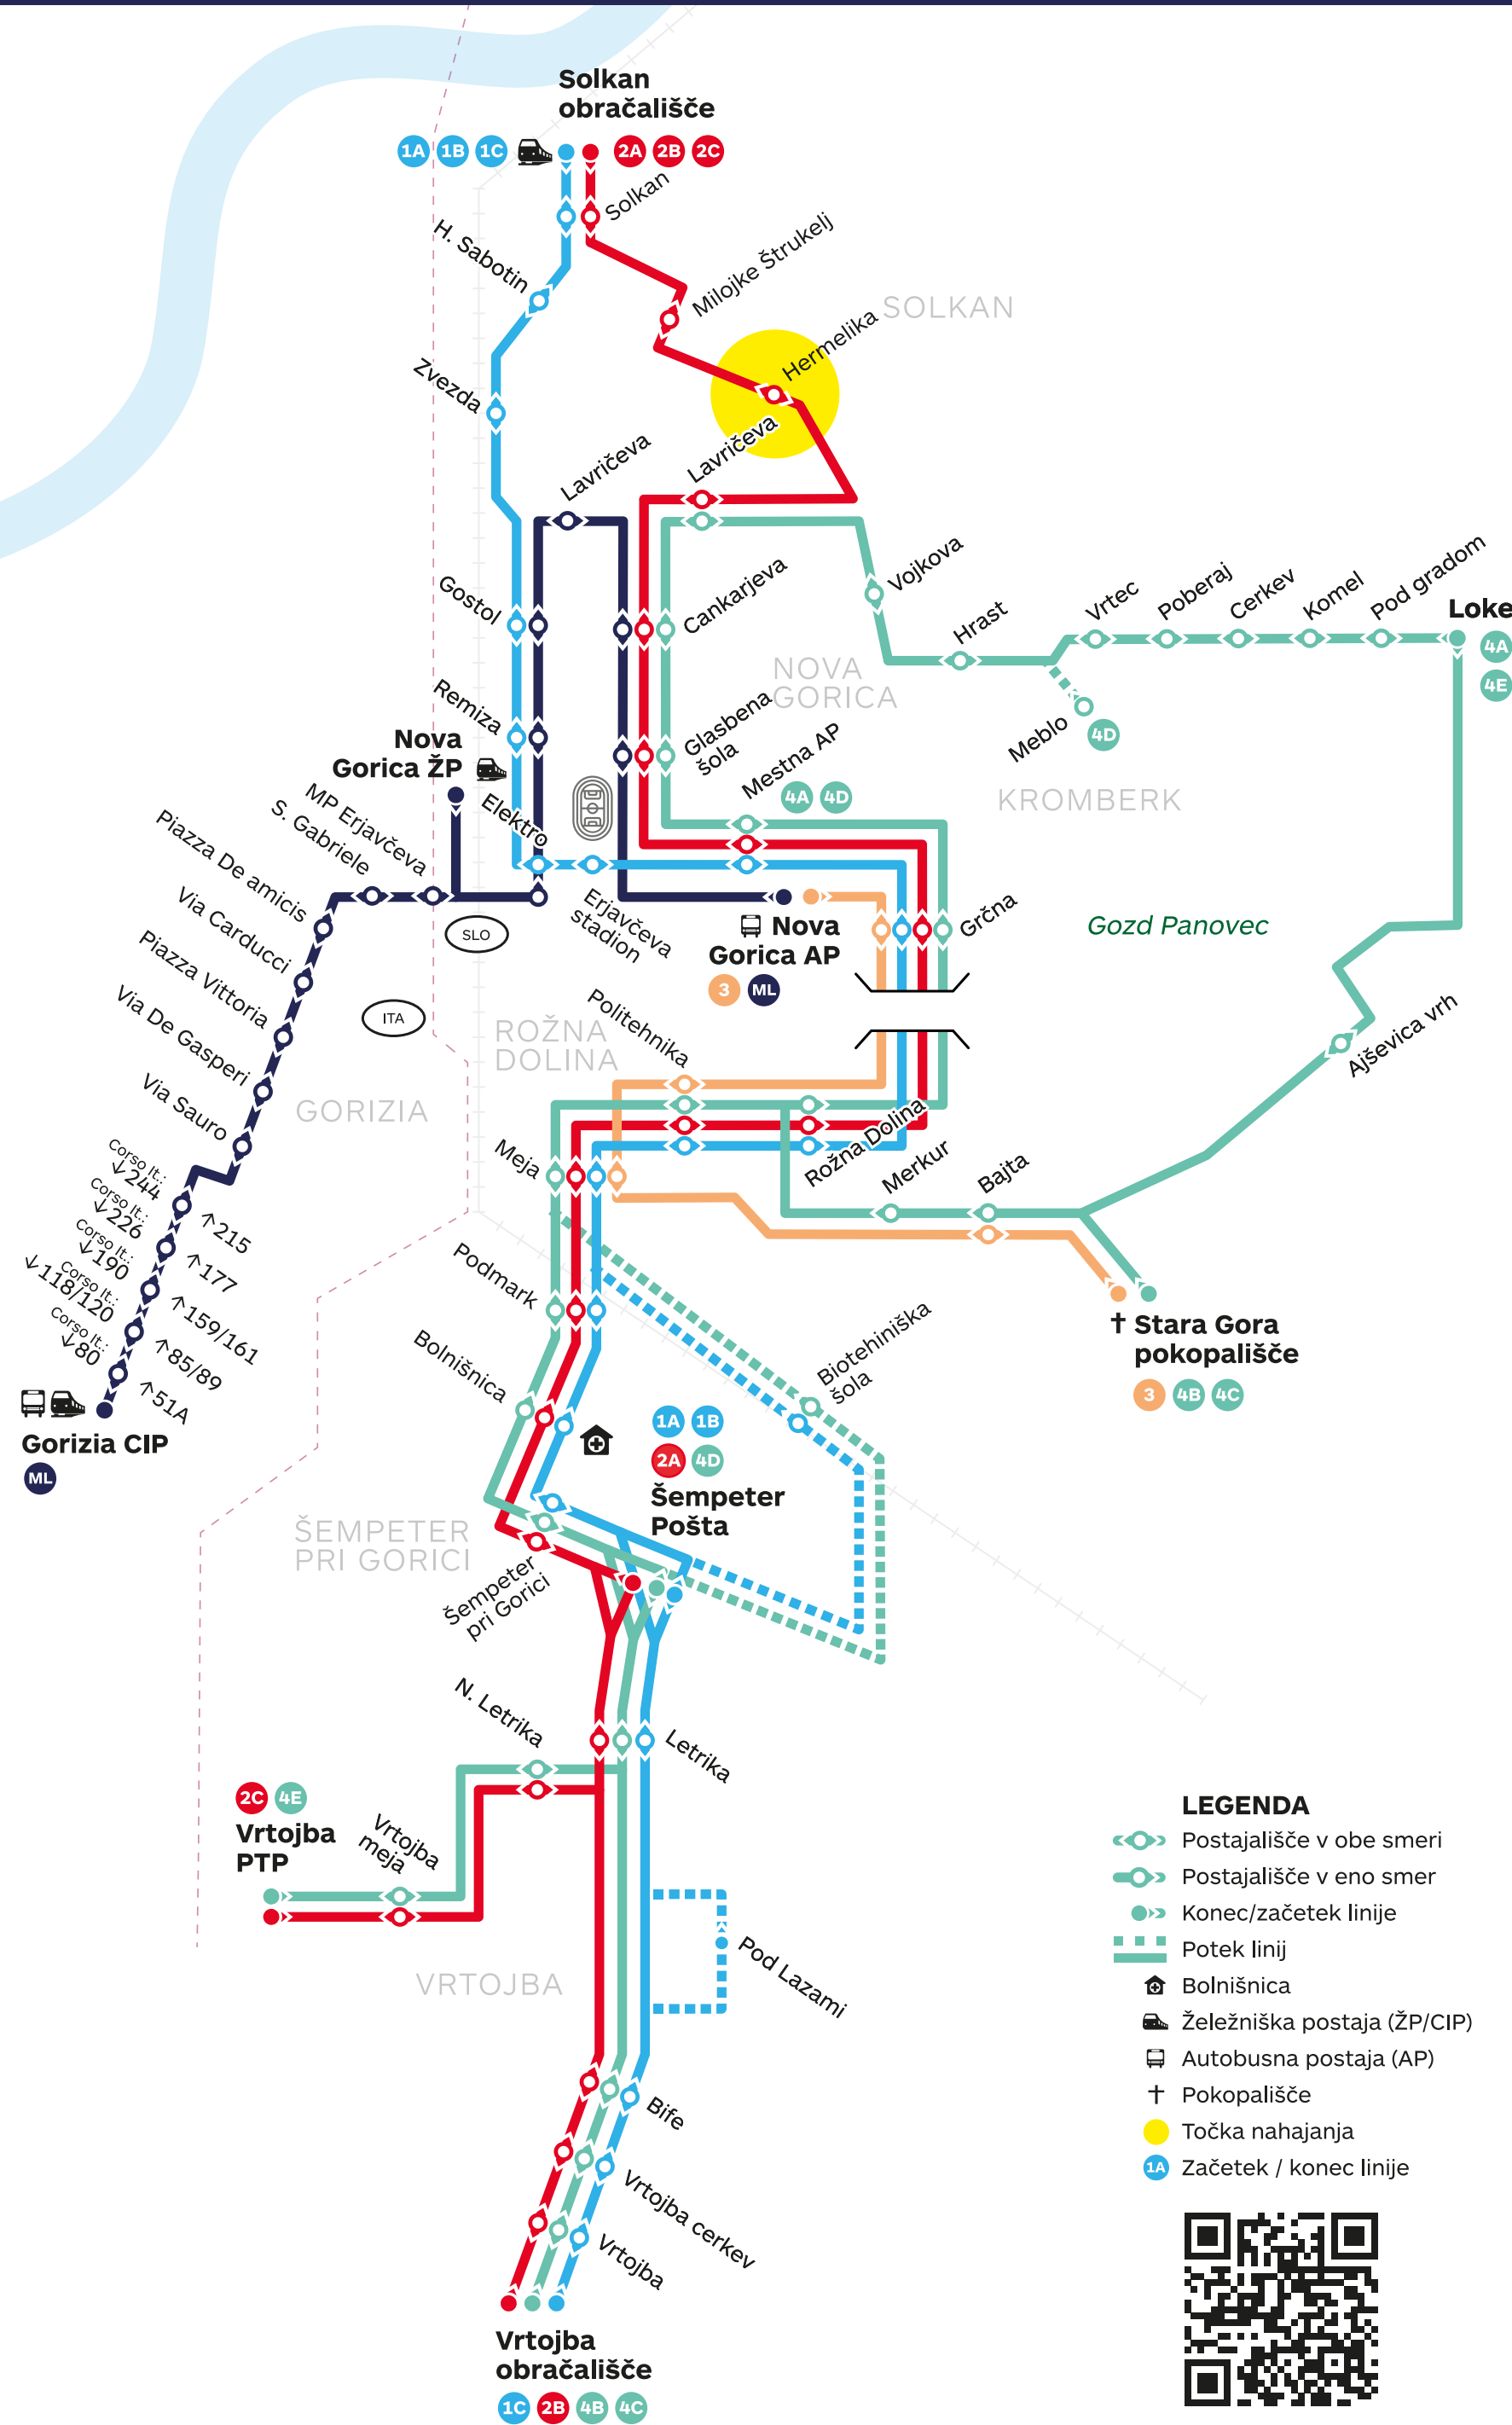 Solkan
obračališče
1A 1B 1C
2A 2B 2C
Solkan
H. Sabotin
Milojke Štrukelj
SOLKAN
Hermelika
Zvezda
Lavričeva
Lavričeva
Vojkova
Gostol
Cankarjeva
Hrast
Vrtec
Poberaj
Cerkev
Komel
Pod gradom
Loke
4A
4E
NOVA
GORICA
Remiza
Glasbena
šola
Mestna AP
4A 4D
Meblo
4D
Nova
Gorica ŽP
KROMBERK
Elektro
MP Erjavčeva
S. Gabriele
Piazza De amicis
Via Carducci
Piazza Vittoria
Via De Gasperi
Via Sauro
SLO
ITA
Erjavčeva
stadion
Nova
Gorica AP
3 ML
Grčna
Gozd Panovec
Politehnika
ROŽNA
DOLINA
GORIZIA
Ajševica vrh
Meja
Rožna Dolina
Merkur
Bajta
Corso It.:
↓244
↑215
Corso It.:
↓226
↑177
Corso It.:
↓190
↑159/161
Corso It.:
↓118/120
↑85/89
Corso It.:
↓80
↑51A
Gorizia CIP
ML
Podmark
Bolnišnica
Biotehiniška
šola
† Stara Gora
pokopališče
3 4B 4C
1A 1B
2A 4D
Šempeter
Pošta
ŠEMPETER
PRI GORICI
Šempeter
pri Gorici
N. Letrika
Letrika
2C 4E
Vrtojba
PTP
Vrtojba
meja
VRTOJBA
Pod Lazami
Bife
Vrtojba cerkev
Vrtojba
Vrtojba
obračališče
1C 2B 4B 4C
LEGENDA
Postajališče v obe smeri
Postajališče v eno smer
Konec/začetek linije
Potek linij
Bolnišnica
Železniška postaja (ŽP/CIP)
Autobusna postaja (AP)
† Pokopališče
Točka nahajanja
1A Začetek / konec linije